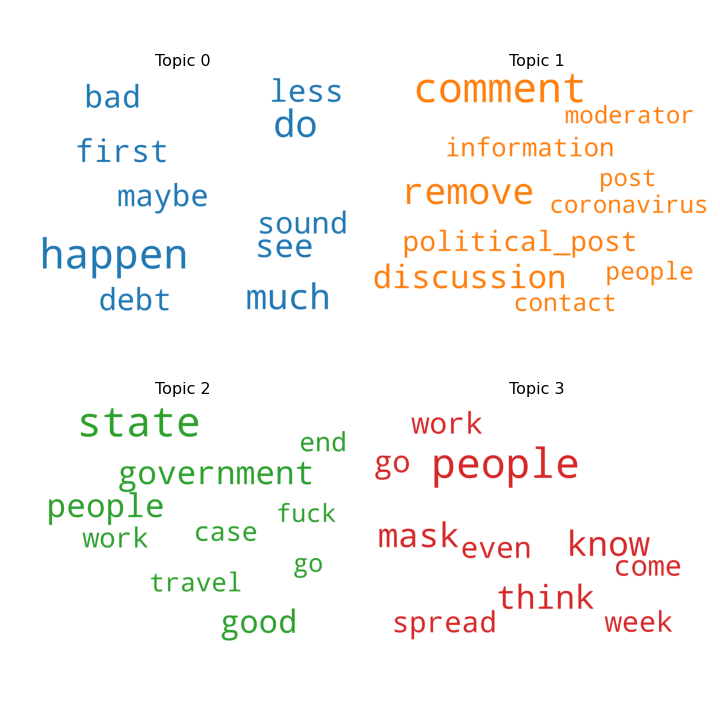 Topic 0
bad
less
do
first
maybe
sound
see
happen
debt
much
Topic 1
comment
moderator
information
post
remove
coronavirus
political_post
people
discussion
contact
Topic 2
state
end
government
people
fuck
work
case
go
travel
good
Topic 3
work
go
people
mask
even
know
come
think
spread
week